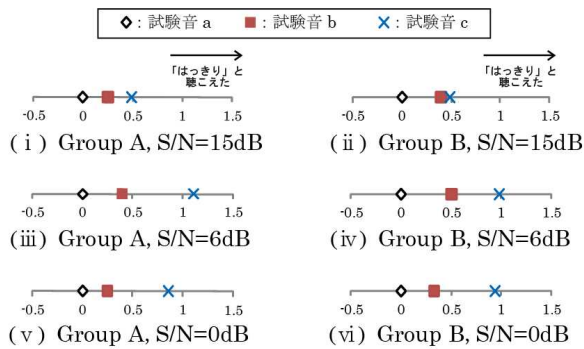 ◇: 試験音 a ■: 試験音 b ×: 試験音 c
「はっきり」と
聴こえた
「はっきり」と
聴こえた
-0.5 0 0.5 1 1.5
-0.5 0 0.5 1 1.5
(ⅰ) Group A, S/N=15dB
(ⅱ) Group B, S/N=15dB
-0.5 0 0.5 1 1.5
-0.5 0 0.5 1 1.5
(ⅲ) Group A, S/N=6dB
(ⅳ) Group B, S/N=6dB
-0.5 0 0.5 1 1.5
-0.5 0 0.5 1 1.5
(ⅴ) Group A, S/N=0dB
(ⅵ) Group B, S/N=0dB